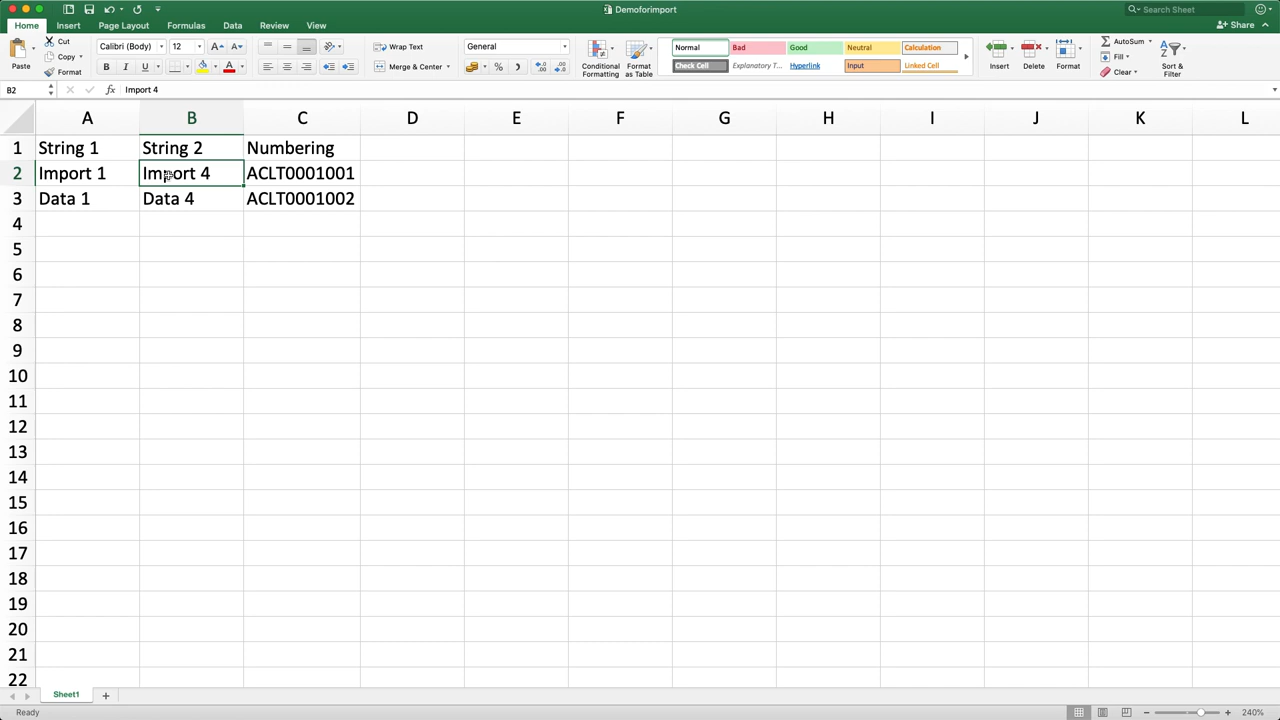 Demoforimport
Search Sheet
Home Insert Page Layout Formulas Data Review View
Share
Paste
Cut
Copy
Format
Calibri (Body) 12
B I U
Wrap Text
Merge & Center
General
Conditional
Formatting
Format
as Table
Normal Bad Good Neutral Calculation
Check Cell Explanatory T... Hyperlink Input Linked Cell
Insert Delete Format
AutoSum
Fill
Clear
Sort &
Filter
B2 fx Import 4
A B C D E F G H I J K L
1 String 1 String 2 Numbering
2 Import 1 Import 4 ACLT0001001
3 Data 1 Data 4 ACLT0001002
4
5
6
7
8
9
10
11
12
13
14
15
16
17
18
19
20
21
22
Sheet1
Ready
240%